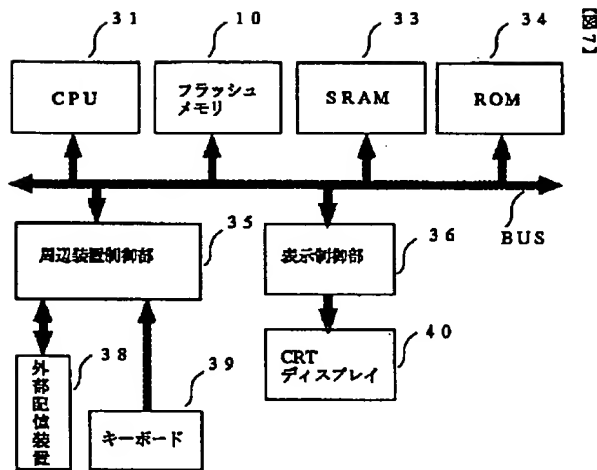 【図7】
31
10
33
34
CPU
フラッシュ
メモリ
SRAM
ROM
BUS
35
周辺装置制御部
36
表示制御部
38
外部記憶装置
39
キーボード
40
CRT
ディスプレイ